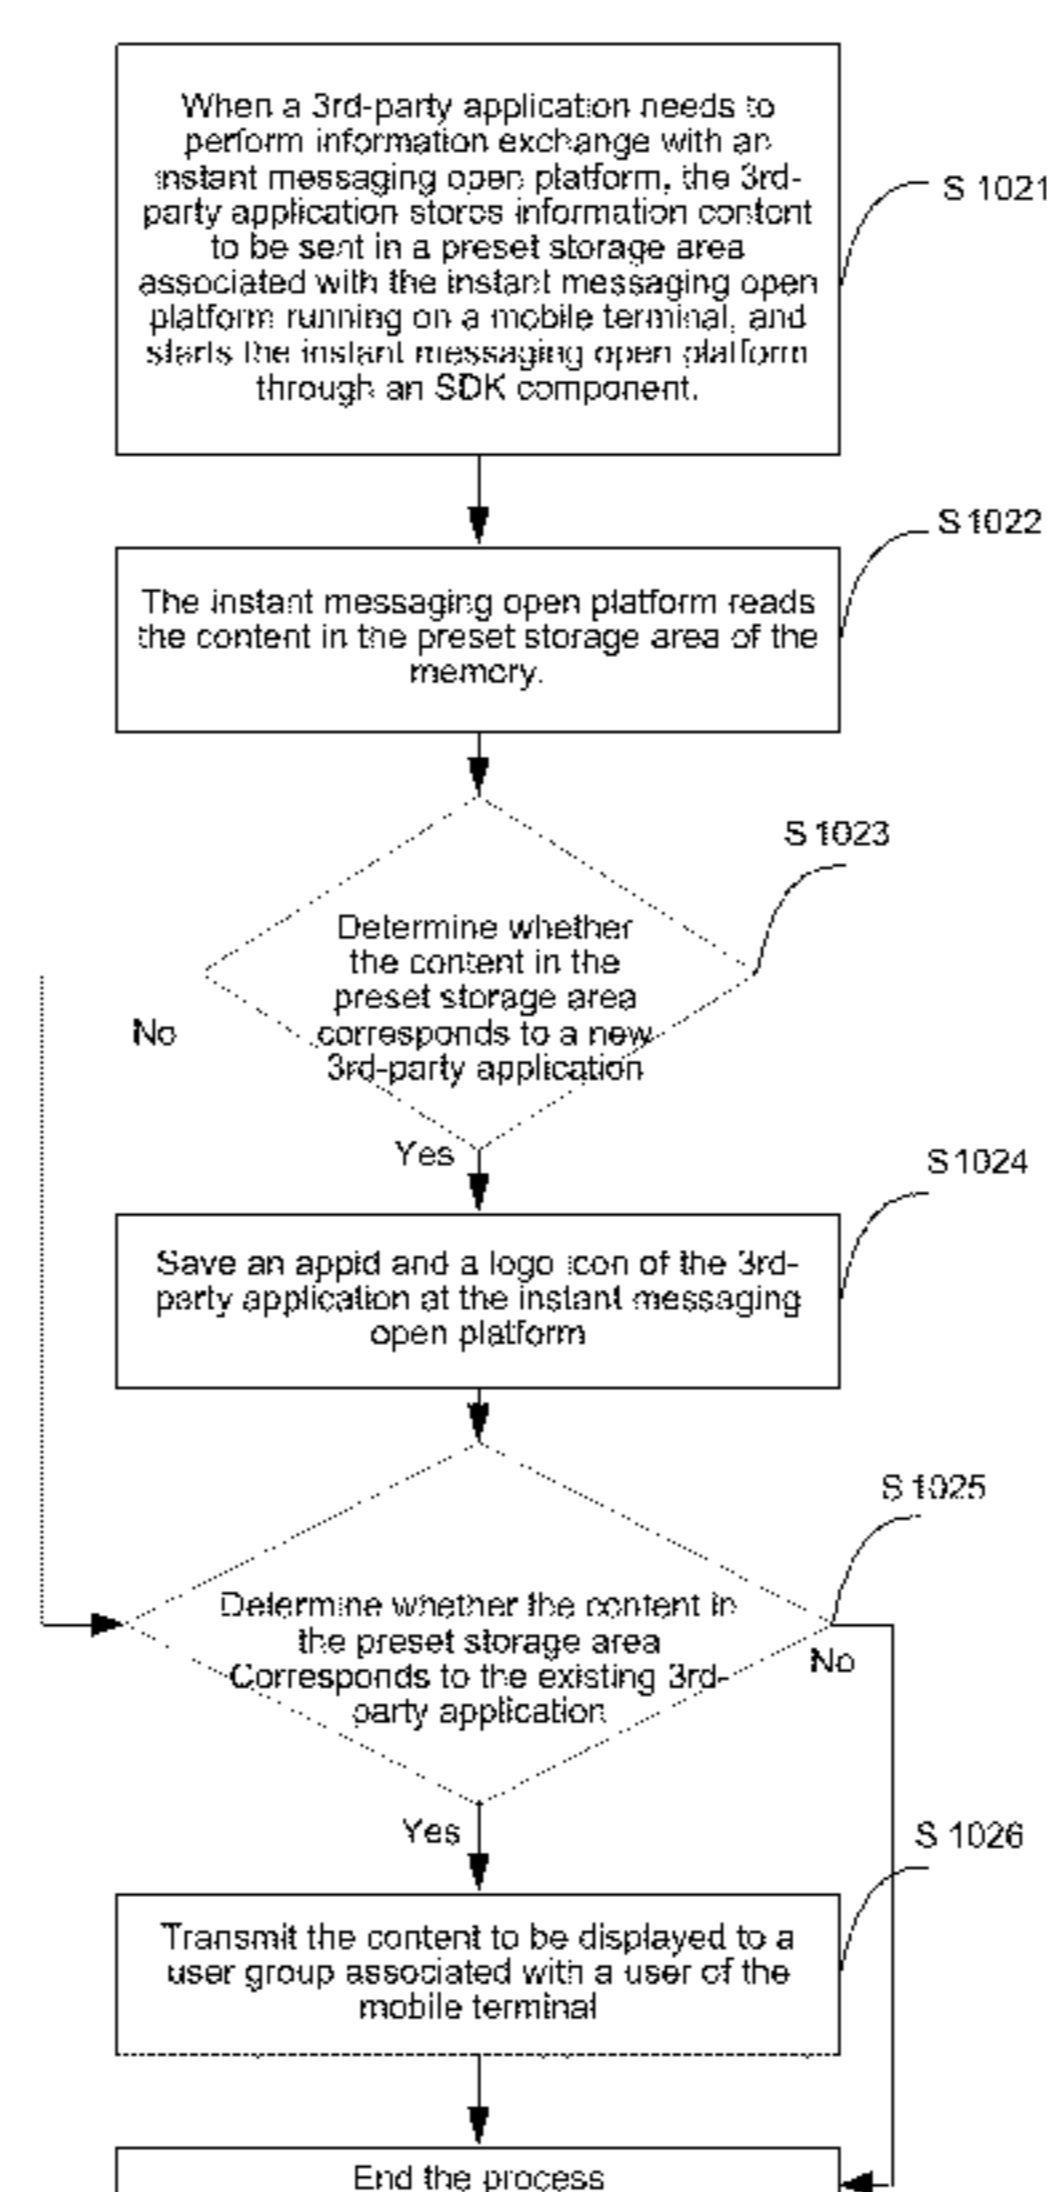 When a 3rd-party application needs to
perform information exchange with an
instant messaging open platform, the 3rd-
party application stores information content
to be sent in a preset storage area
associated with the instant messaging open
platform running on a mobile terminal, and
starts the instant messaging open platform
through an SDK component.
S 1021
S1022
The instant messaging open platform reads
the content in the preset storage area of the
memory.
S 1023
Determine whether
the content in the
preset storage area
corresponds to a new
3rd-party application
No
Yes
S1024
Save an appid and a logo icon of the 3rd-
party application at the instant messaging
open platform
S 1025
Determine whether the content in
the preset storage area
Corresponds to the existing 3rd-
party application
No
Yes
S 1026
Transmit the content to be displayed to a
user group associated with a user of the
mobile terminal
End the process